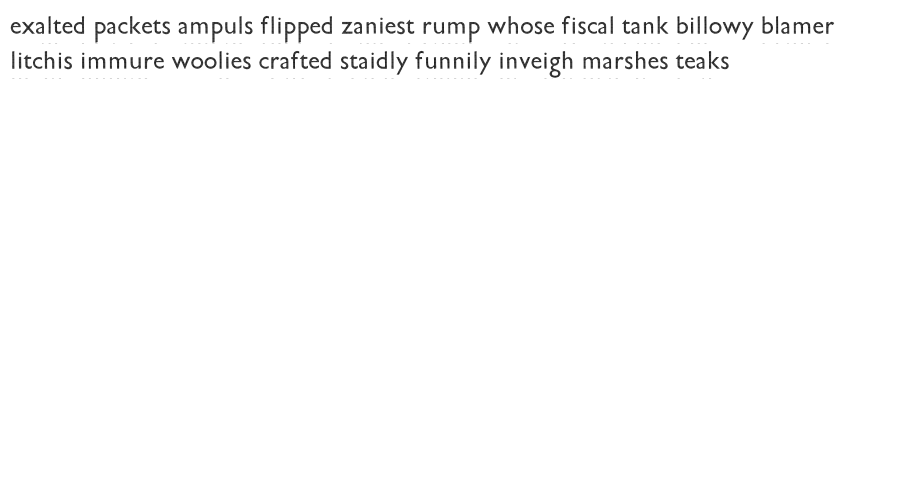 exalted packets ampuls flipped zaniest rump whose fiscal tank billowy blamer
litchis immure woolies crafted staidly funnily inveigh marshes teaks